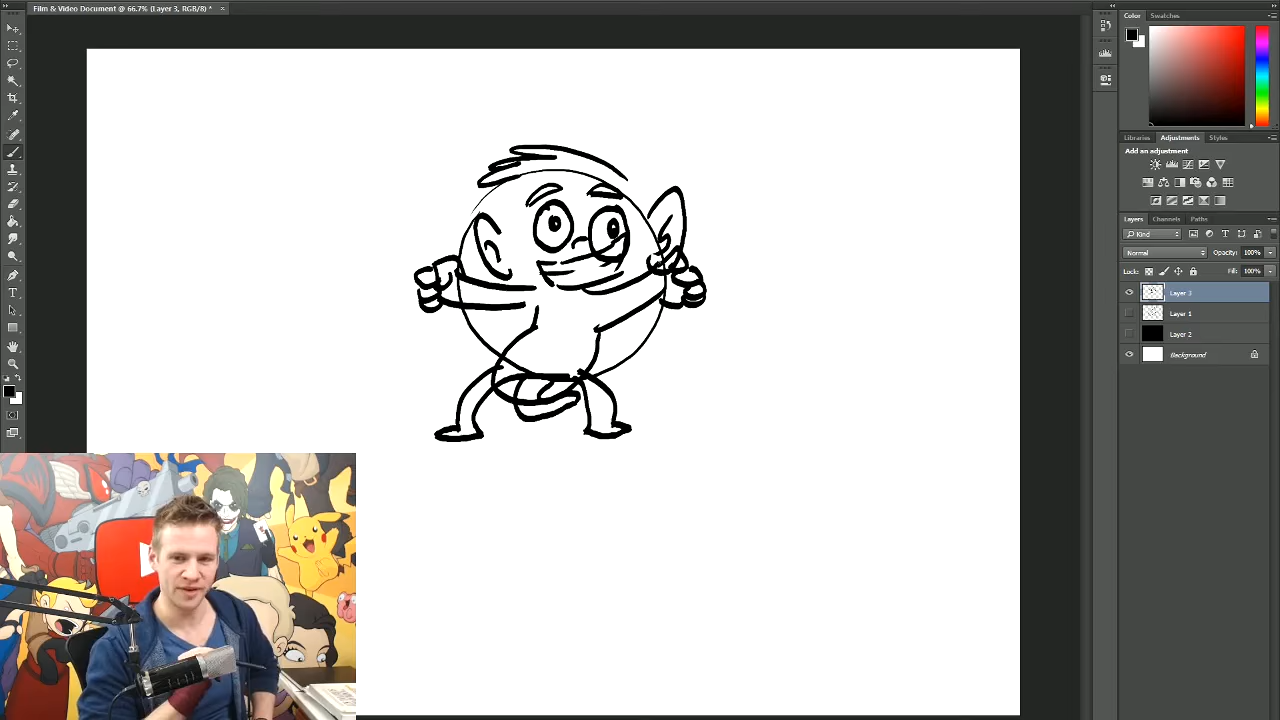 Film & Video Document @ 66.7% (Layer 3, RGB/8) *
Color
Swatches
Libraries
Adjustments
Styles
Add an adjustment
Layers
Channels
Paths
Kind
Normal
Opacity: 100%
Lock:
Fill: 100%
Layer 3
Layer 1
Layer 2
Background